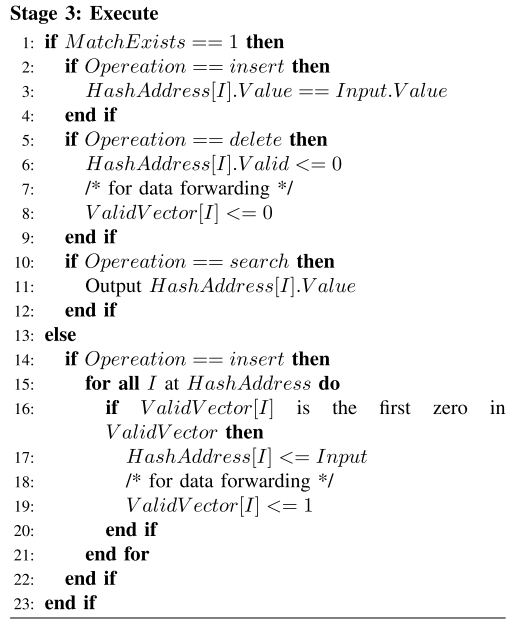 Stage 3: Execute
1: if MatchExists == 1 then
2: if Opereation == insert then
3: HashAddress[I].Value == Input.Value
4: end if
5: if Opereation == delete then
6: HashAddress[I].Valid <= 0
7: /* for data forwarding */
8: ValidVector[I] <= 0
9: end if
10: if Opereation == search then
11: Output HashAddress[I].Value
12: end if
13: else
14: if Opereation == insert then
15: for all I at HashAddress do
16: if ValidVector[I] is the first zero in
ValidVector then
17: HashAddress[I] <= Input
18: /* for data forwarding */
19: ValidVector[I] <= 1
20: end if
21: end for
22: end if
23: end if